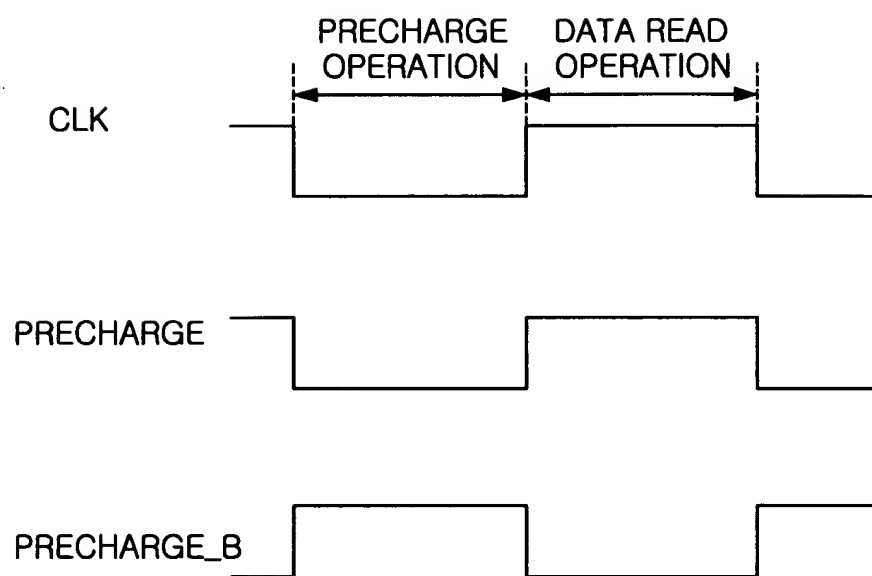 PRECHARGE
OPERATION
DATA READ
OPERATION
CLK
PRECHARGE
PRECHARGE_B